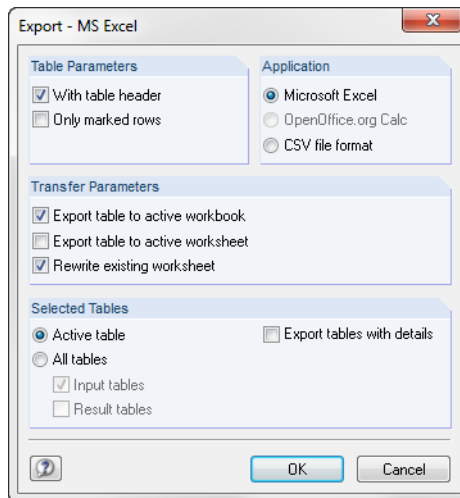 Export - MS Excel
Table Parameters
With table header
Only marked rows
Application
Microsoft Excel
OpenOffice.org Calc
CSV file format
Transfer Parameters
Export table to active workbook
Export table to active worksheet
Rewrite existing worksheet
Selected Tables
Active table
All tables
Input tables
Result tables
Export tables with details
OK
Cancel